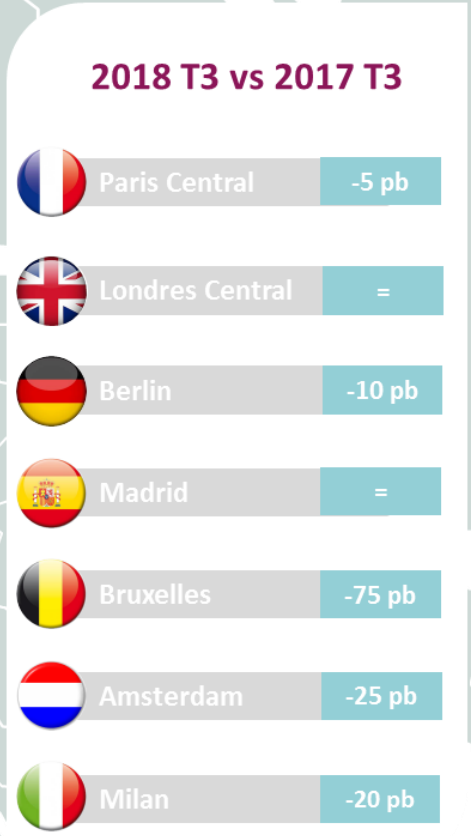 2018 T3 vs 2017 T3
Paris Central -5 pb
Londres Central =
Berlin -10 pb
Madrid =
Bruxelles -75 pb
Amsterdam -25 pb
Milan -20 pb